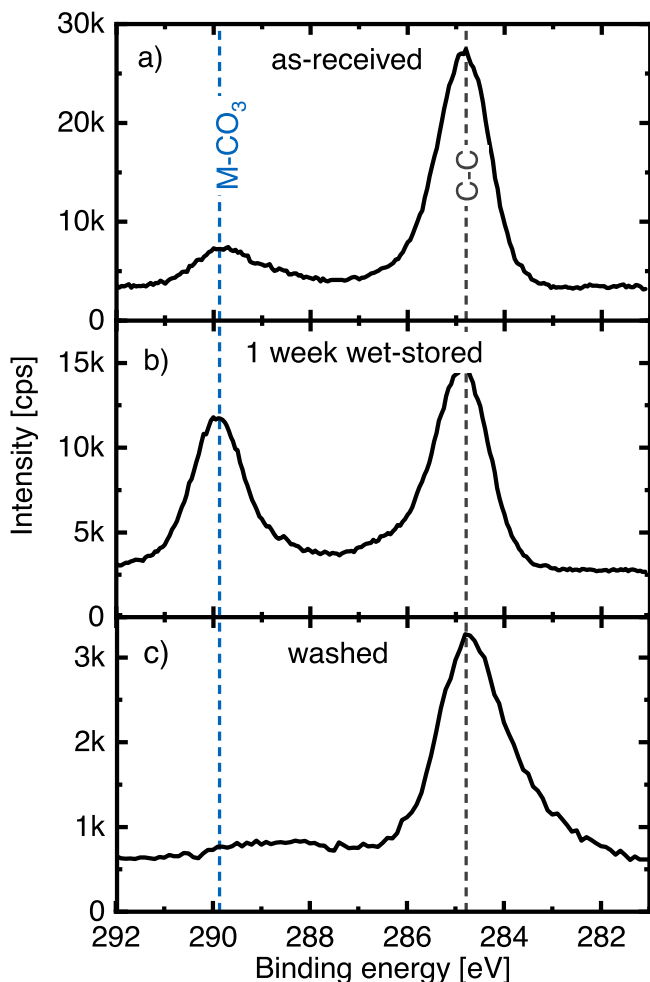 30k
a)
as-received
20k
M-CO₃
C-C
10k
0
Intensity [cps]
15k
b)
1 week wet-stored
10k
5k
0
3k
c)
washed
2k
1k
0
292
290
288
286
284
282
Binding energy [eV]